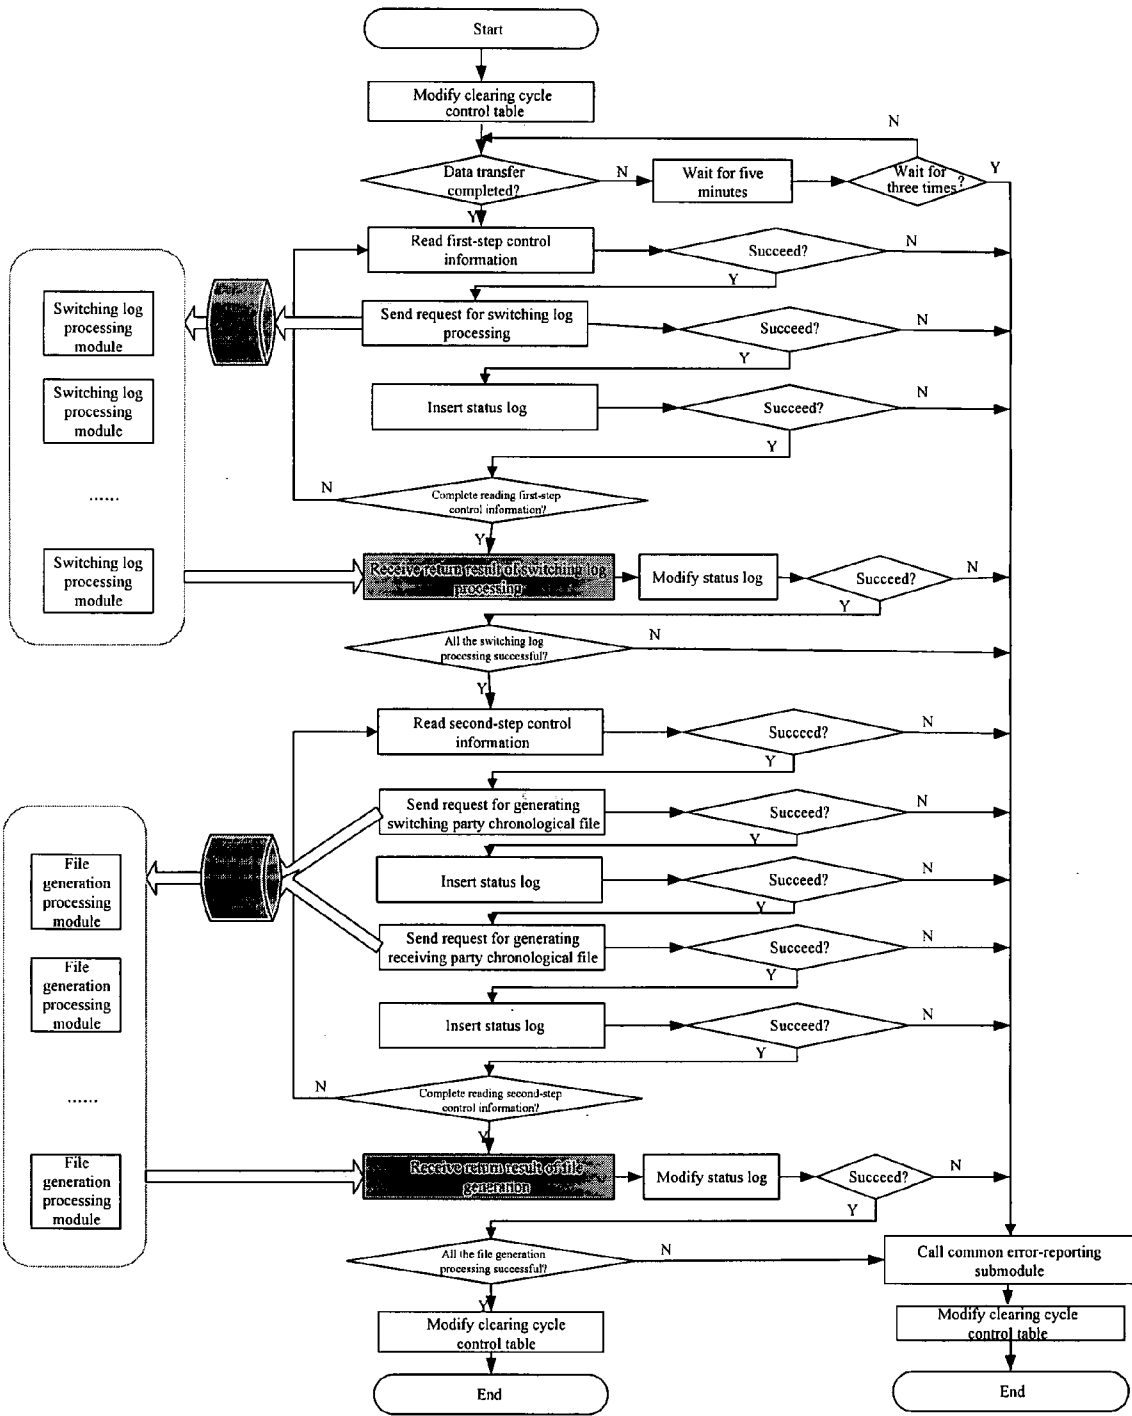 Start
Modify clearing cycle
control table
N
Data transfer
completed?
N
Wait for five
minutes
Wait for
three times?
Y
Y
Read first-step control
information
Succeed?
N
Y
Switching log
processing
module
Send request for switching log
processing
Succeed?
N
Y
Switching log
processing
module
Insert status log
Succeed?
N
Y
......
N
Complete reading first-step
control information?
Y
Switching log
processing
module
Receive return result of switching log
processing
Modify status log
Succeed?
N
Y
All the switching log
processing successful?
N
Y
Read second-step control
information
Succeed?
N
Y
Send request for generating
switching party chronological file
Succeed?
N
Y
File
generation
processing
module
Insert status log
Succeed?
N
Y
Send request for generating
receiving party chronological file
Succeed?
N
Y
File
generation
processing
module
Insert status log
Succeed?
N
Y
......
N
Complete reading second-step
control information?
Y
File
generation
processing
module
Receive return result of file
generation
Modify status log
Succeed?
N
Y
All the file generation
processing successful?
N
Call common error-reporting
submodule
Y
Modify clearing cycle
control table
Modify clearing cycle
control table
End
End